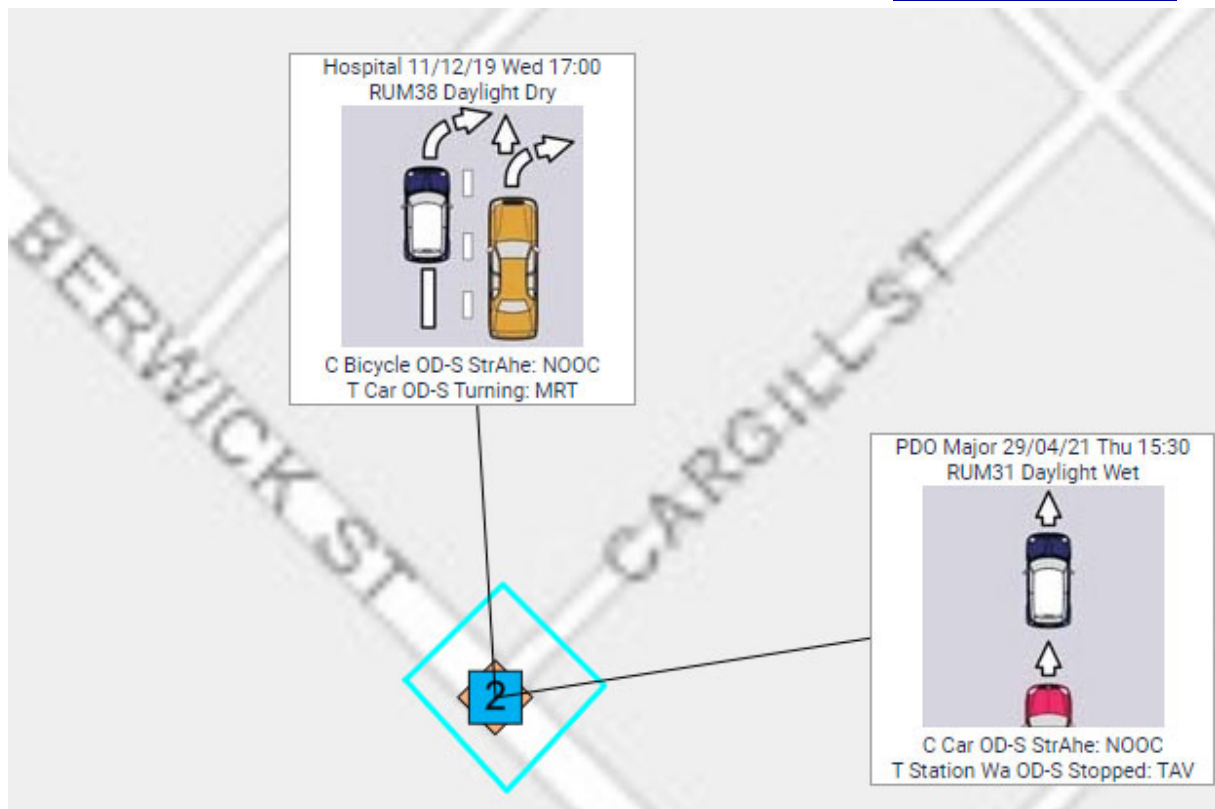 Hospital 11/12/19 Wed 17:00
RUM38 Daylight Dry
C Bicycle OD-S StrAhe: NOOC
T Car OD-S Turning: MRT
BERWICK ST
CARGILL ST
PDO Major 29/04/21 Thu 15:30
RUM31 Daylight Wet
C Car OD-S StrAhe: NOOC
T Station Wa OD-S Stopped: TAV
2